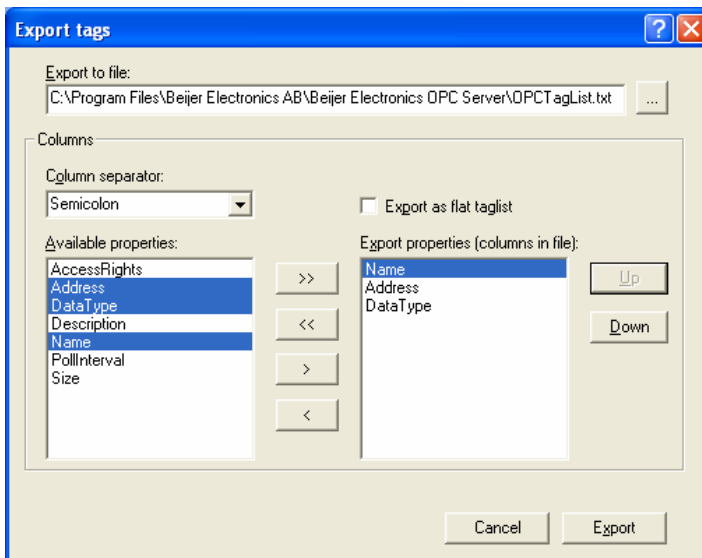 Export tags
Export to file:
C:\Program Files\Beijer Electronics AB\Beijer Electronics OPC Server\OPCTagList.txt
...
Columns
Column separator:
Semicolon
Export as flat taglist
Available properties:
AccessRights
Address
DataType
Description
Name
PollInterval
Size
>>
<<
>
<
Export properties (columns in file):
Name
Address
DataType
Up
Down
Cancel
Export